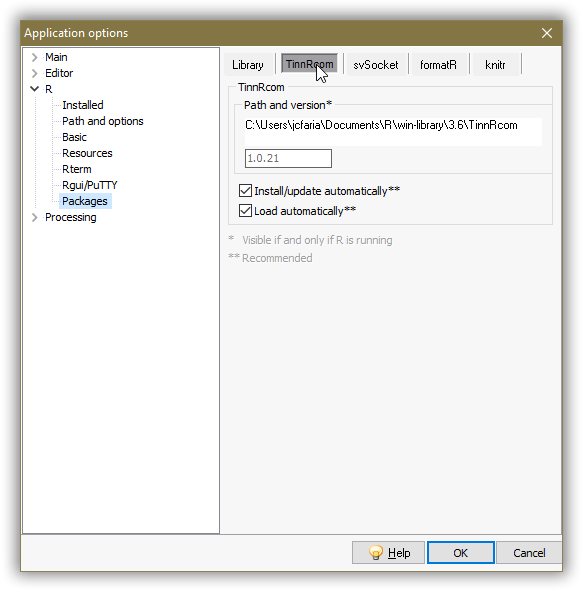 Application options
Main
Editor
R
Installed
Path and options
Basic
Resources
Rterm
Rgui/PuTTY
Packages
Processing
Library TinnRcom svSocket formatR knitr
TinnRcom
Path and version*
C:\Users\jcfaria\Documents\R\win-library\3.6\TinnRcom
1.0.21
Install/update automatically**
Load automatically**
* Visible if and only if R is running
** Recommended
Help OK Cancel